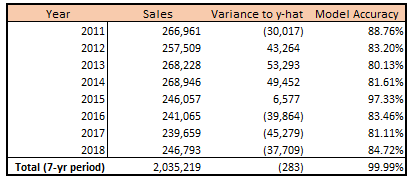 Year Sales Variance to y-hat Model Accuracy
2011 266,961 (30,017) 88.76%
2012 257,509 43,264 83.20%
2013 268,228 53,293 80.13%
2014 268,946 49,452 81.61%
2015 246,057 6,577 97.33%
2016 241,065 (39,864) 83.46%
2017 239,659 (45,279) 81.11%
2018 246,793 (37,709) 84.72%
Total (7-yr period) 2,035,219 (283) 99.99%